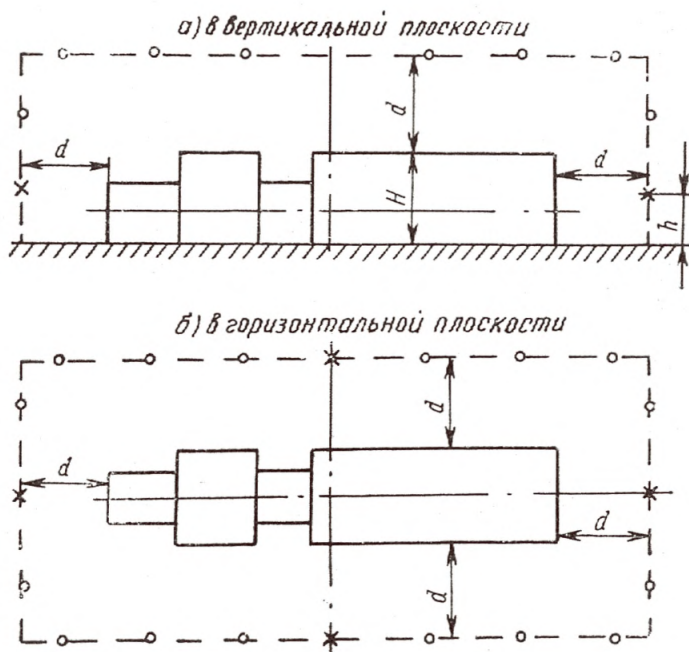 а) в вертикальной плоскости
d
d
d
H
h
б) в горизонтальной плоскости
d
d
d
d